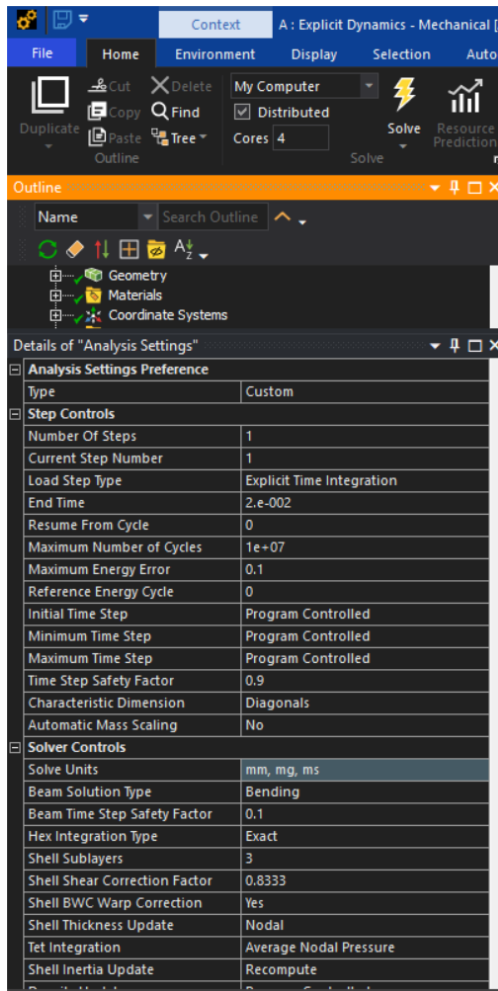 Context
A : Explicit Dynamics - Mechanical [
File Home Environment Display Selection Auto
Duplicate
Cut
Copy
Paste
Delete
Find
Tree
Outline
My Computer
Distributed
Cores 4
Solve
Resource
Prediction
Solve
Outline
Name Search Outline
Geometry
Materials
Coordinate Systems
Details of "Analysis Settings"
Analysis Settings Preference
Type Custom
Step Controls
Number Of Steps 1
Current Step Number 1
Load Step Type Explicit Time Integration
End Time 2.e-002
Resume From Cycle 0
Maximum Number of Cycles 1e+07
Maximum Energy Error 0.1
Reference Energy Cycle 0
Initial Time Step Program Controlled
Minimum Time Step Program Controlled
Maximum Time Step Program Controlled
Time Step Safety Factor 0.9
Characteristic Dimension Diagonals
Automatic Mass Scaling No
Solver Controls
Solve Units mm, mg, ms
Beam Solution Type Bending
Beam Time Step Safety Factor 0.1
Hex Integration Type Exact
Shell Sublayers 3
Shell Shear Correction Factor 0.8333
Shell BWC Warp Correction Yes
Shell Thickness Update Nodal
Tet Integration Average Nodal Pressure
Shell Inertia Update Recompute